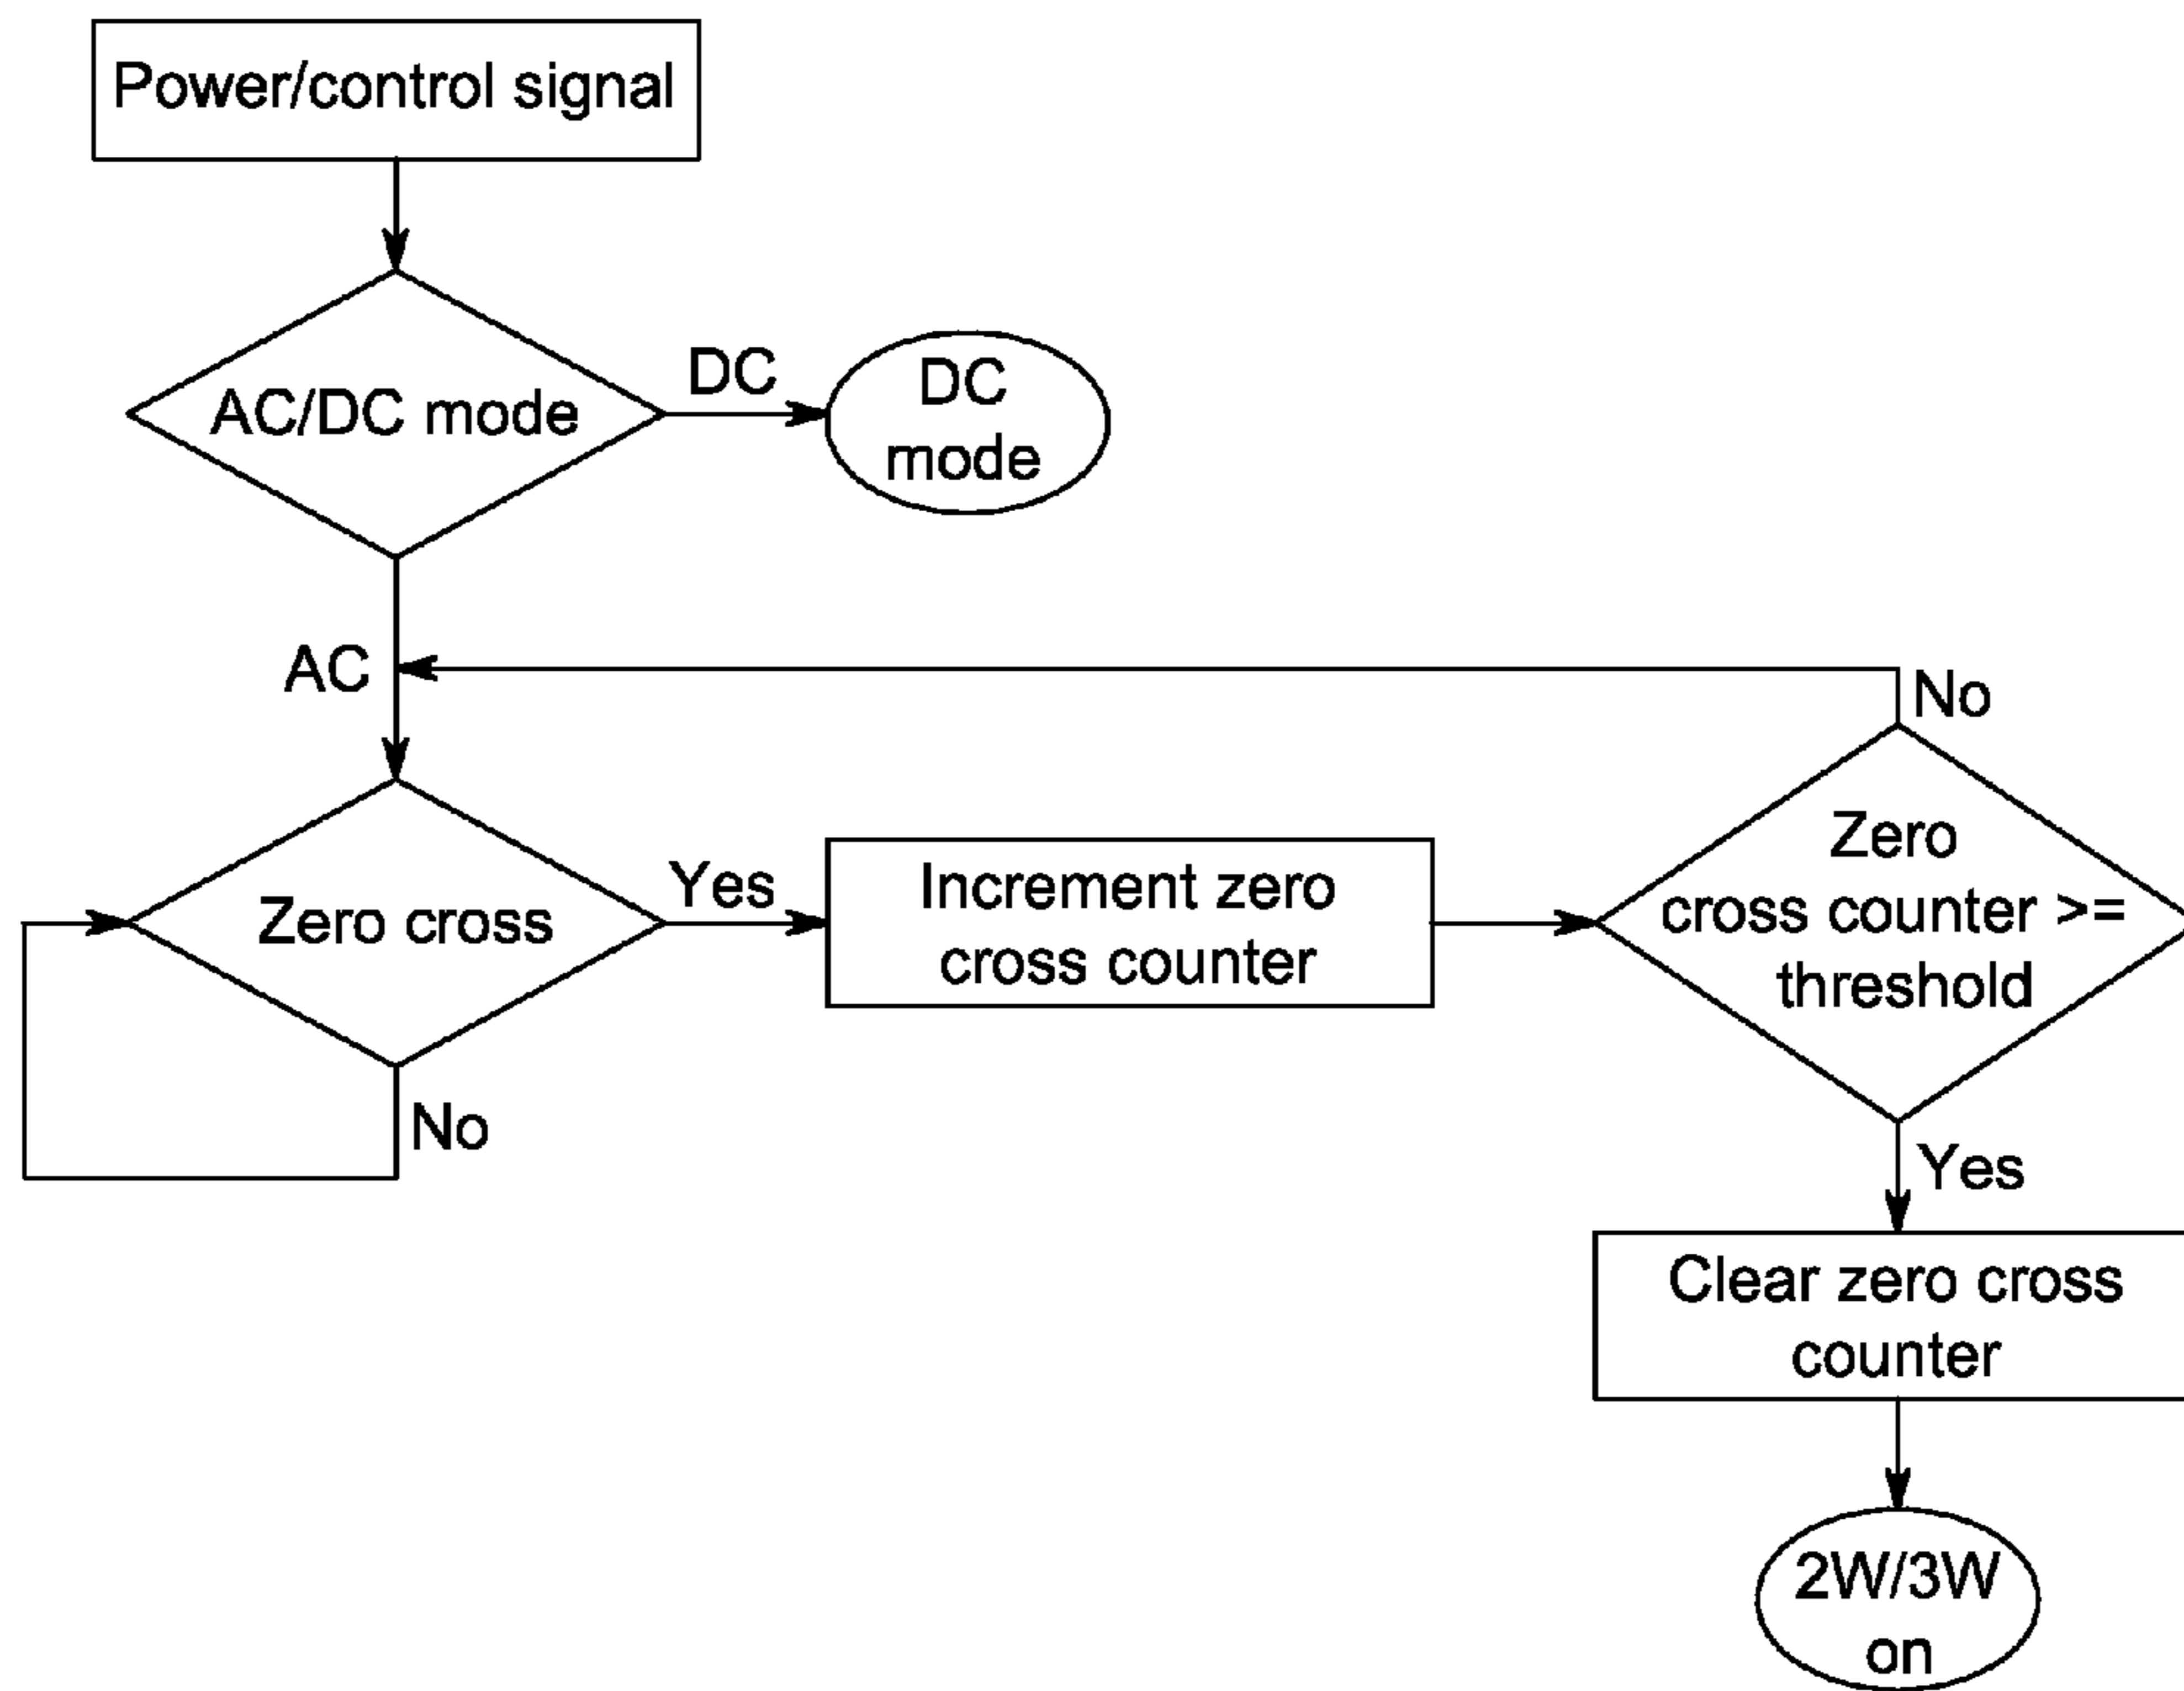 Power/control signal
AC/DC mode
DC
DC
mode
AC
No
Zero cross
Yes
Increment zero
cross counter
Zero
cross counter >=
threshold
No
Yes
Clear zero cross
counter
2W/3W
on